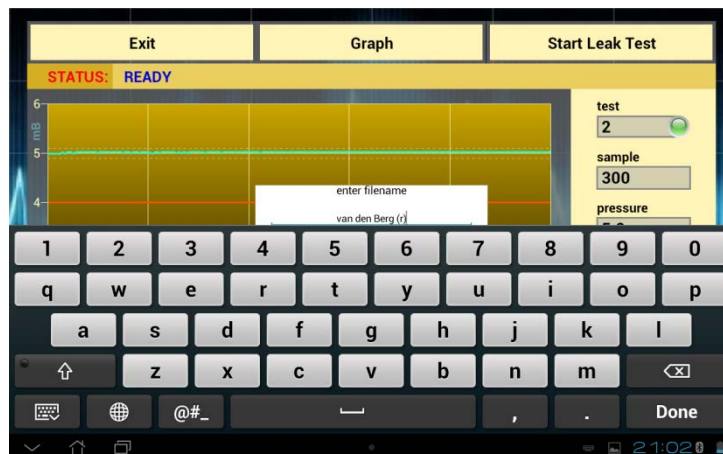 Exit Graph Start Leak Test
STATUS: READY
6
mB
5
4
test
2
sample
300
pressure
enter filename
van den Berg (r)
1 2 3 4 5 6 7 8 9 0
q w e r t y u i o p
a s d f g h j k l
z x c v b n m
@#_ , . Done
21:02